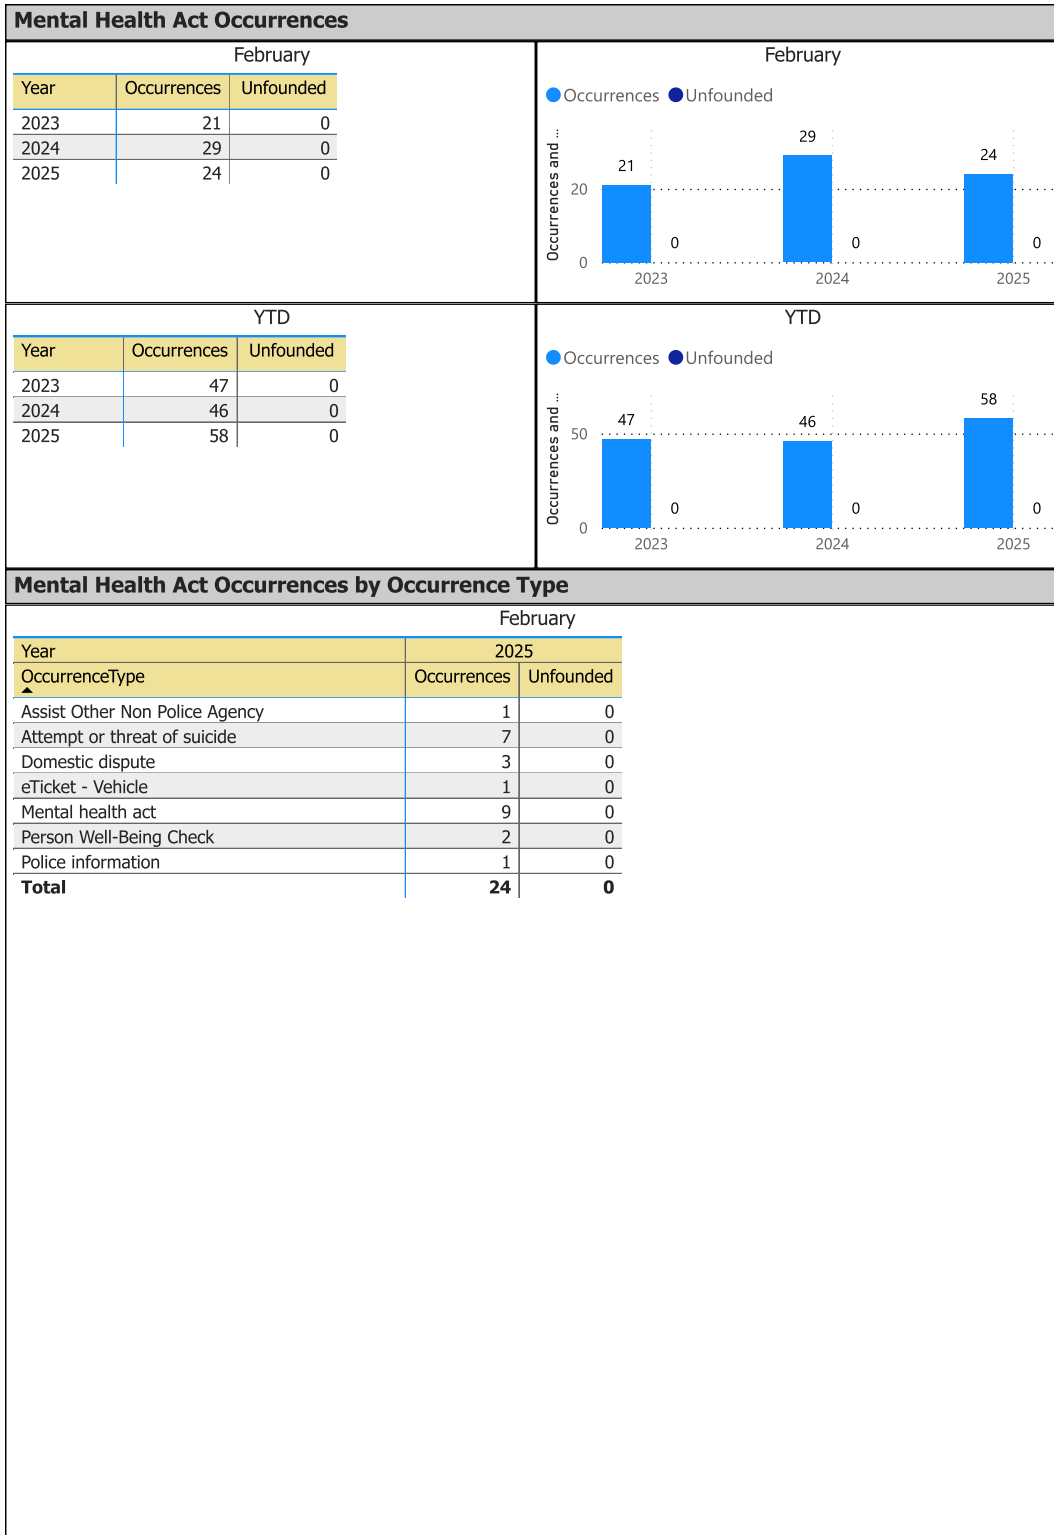 Mental Health Act Occurrences
February
Year Occurrences Unfounded
2023 21 0
2024 29 0
2025 24 0
February
Occurrences Unfounded
Occurrences and ...
20
0
21
0
29
0
24
0
2023 2024 2025
YTD
Year Occurrences Unfounded
2023 47 0
2024 46 0
2025 58 0
YTD
Occurrences Unfounded
Occurrences and ...
50
0
47
0
46
0
58
0
2023 2024 2025
Mental Health Act Occurrences by Occurrence Type
February
Year 2025
OccurrenceType Occurrences Unfounded
Assist Other Non Police Agency 1 0
Attempt or threat of suicide 7 0
Domestic dispute 3 0
eTicket - Vehicle 1 0
Mental health act 9 0
Person Well-Being Check 2 0
Police information 1 0
Total 24 0